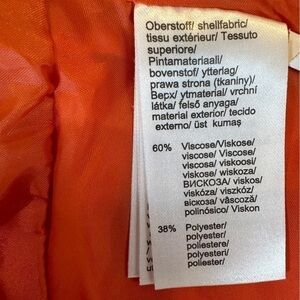 Oberstoff/ shellfabric/
tissu extérieur/ Tessuto
superiore/
Pintamateriaali/
bovenstof/ ytterlag/
prawa strona (tkaniny)/
Верх/ ytmaterial/ vrchní
látka/ felső anyaga/
material exterior/ tecido
externo/ üst kumaş
60% Viscose/Viskose/
viscose/ Viscose/
viscosa/ viskoosi/
viskose/ wiskoza/
ВИСКОЗА/ viskos/
viskóza/ viszkóz/
віскоза/ vâscoză/
polinósico/ Viskon
38% Polyester/
polyester/
poliestere/
polyesteri/
poliester/